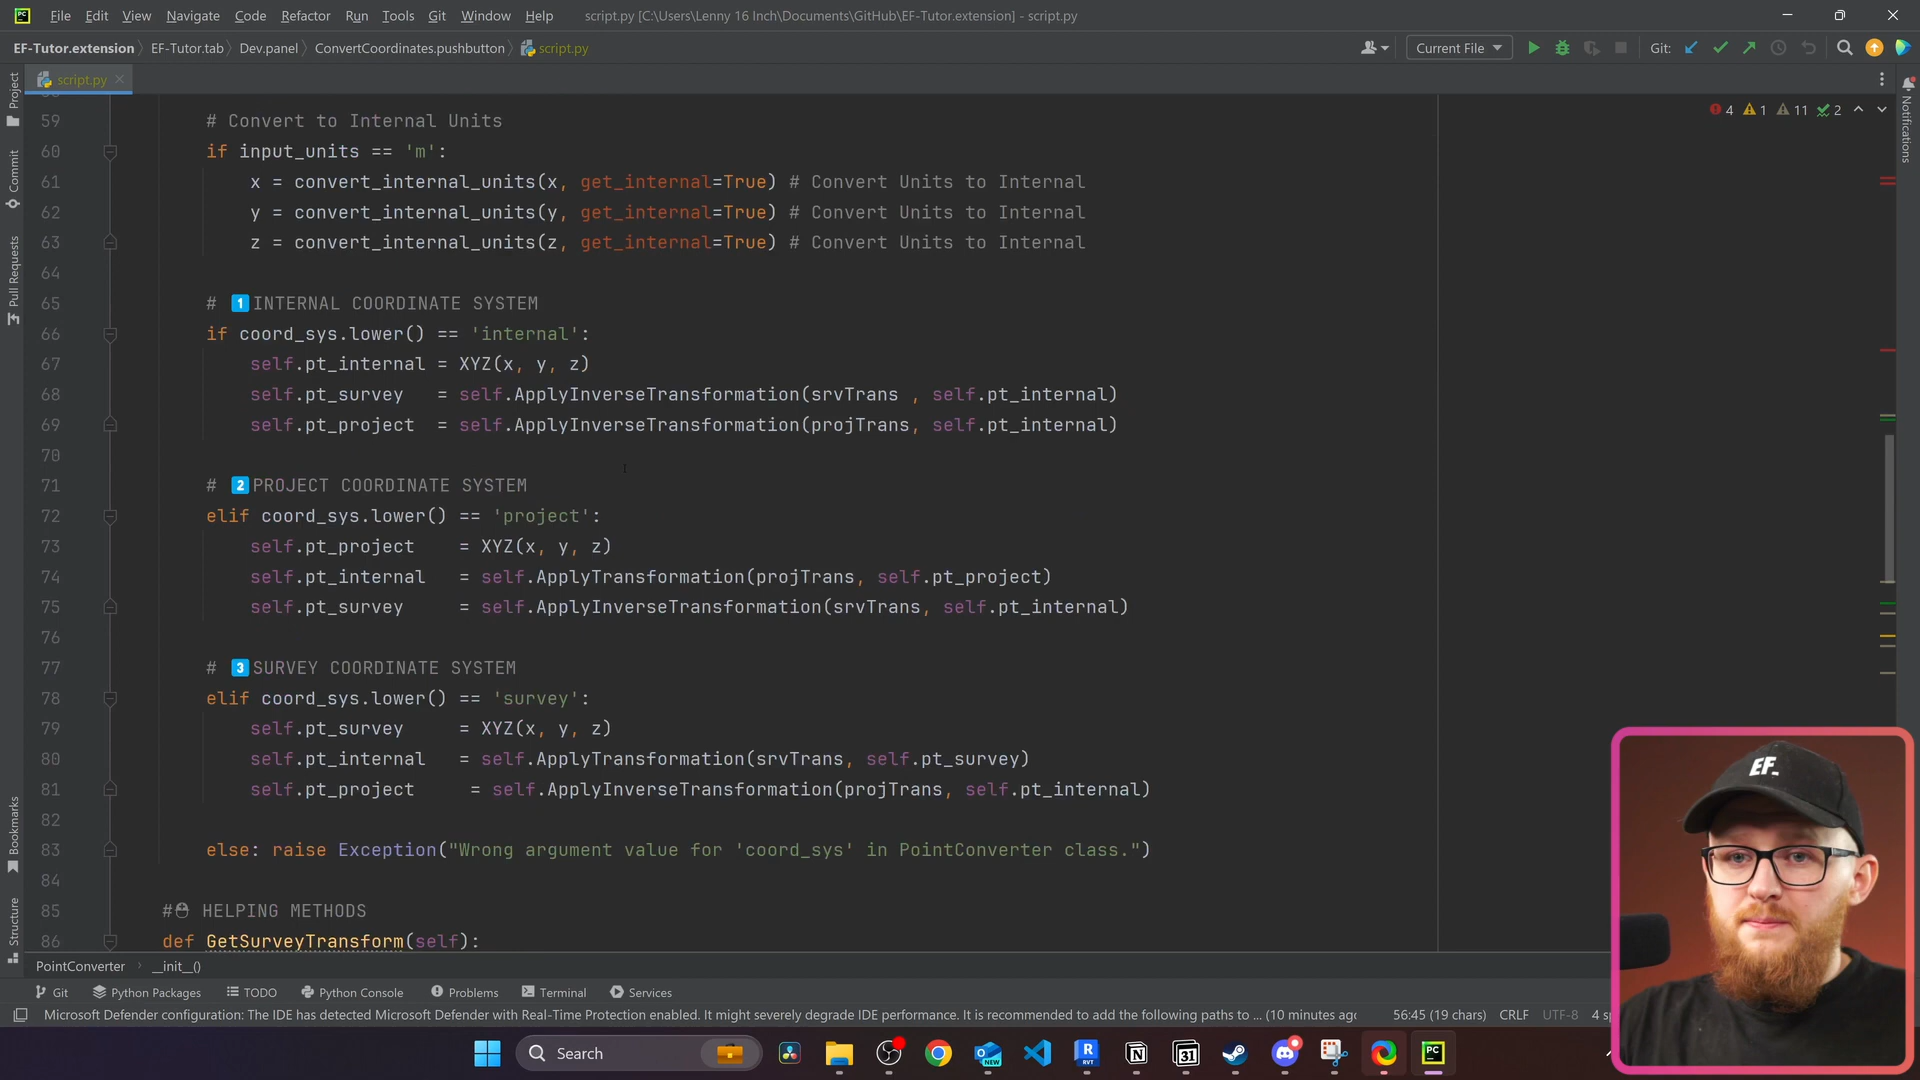 File Edit View Navigate Code Refactor Run Tools Git Window Help script.py [C:\Users\Lenny 16 Inch\Documents\GitHub\EF-Tutor.extension] - script.py
EF-Tutor.extension EF-Tutor.tab Dev.panel ConvertCoordinates.pushbutton script.py Current File Git:
script.py
4 1 11 2
59 # Convert to Internal Units
60 if input_units == 'm':
61 x = convert_internal_units(x, get_internal=True) # Convert Units to Internal
62 y = convert_internal_units(y, get_internal=True) # Convert Units to Internal
63 z = convert_internal_units(z, get_internal=True) # Convert Units to Internal
64
65 # 1️⃣INTERNAL COORDINATE SYSTEM
66 if coord_sys.lower() == 'internal':
67 self.pt_internal = XYZ(x, y, z)
68 self.pt_survey = self.ApplyInverseTransformation(srvTrans , self.pt_internal)
69 self.pt_project = self.ApplyInverseTransformation(projTrans, self.pt_internal)
70
71 # 2️⃣PROJECT COORDINATE SYSTEM
72 elif coord_sys.lower() == 'project':
73 self.pt_project = XYZ(x, y, z)
74 self.pt_internal = self.ApplyTransformation(projTrans, self.pt_project)
75 self.pt_survey = self.ApplyInverseTransformation(srvTrans, self.pt_internal)
76
77 # 3️⃣SURVEY COORDINATE SYSTEM
78 elif coord_sys.lower() == 'survey':
79 self.pt_survey = XYZ(x, y, z)
80 self.pt_internal = self.ApplyTransformation(srvTrans, self.pt_survey)
81 self.pt_project = self.ApplyInverseTransformation(projTrans, self.pt_internal)
82
83 else: raise Exception("Wrong argument value for 'coord_sys' in PointConverter class.")
84
85 # HELPING METHODS
86 def GetSurveyTransform(self):
Project
Commit
Pull Requests
Bookmarks
Structure
Notifications
EF.
PointConverter __init__()
Git Python Packages TODO Python Console Problems Terminal Services
Microsoft Defender configuration: The IDE has detected Microsoft Defender with Real-Time Protection enabled. It might severely degrade IDE performance. It is recommended to add the following paths to ... (10 minutes ago 56:45 (19 chars) CRLF UTF-8 4 sp
Search